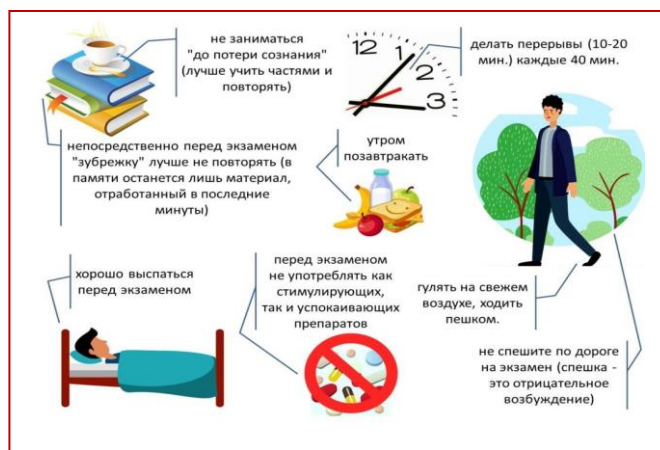 не заниматься
"до потери сознания"
(лучше учить частями и
повторять)
12
1
2
3
делать перерывы (10-20
мин.) каждые 40 мин.
непосредственно перед экзаменом
"зубрежку" лучше не повторять (в
памяти останется лишь материал,
отработанный в последние
минуты)
утром
позавтракать
хорошо выспаться
перед экзаменом
перед экзаменом
не употреблять как
стимулирующих,
так и успокаивающих
препаратов
гулять на свежем
воздухе, ходить
пешком.
не спешите по дороге
на экзамен (спешка -
это отрицательное
возбуждение)